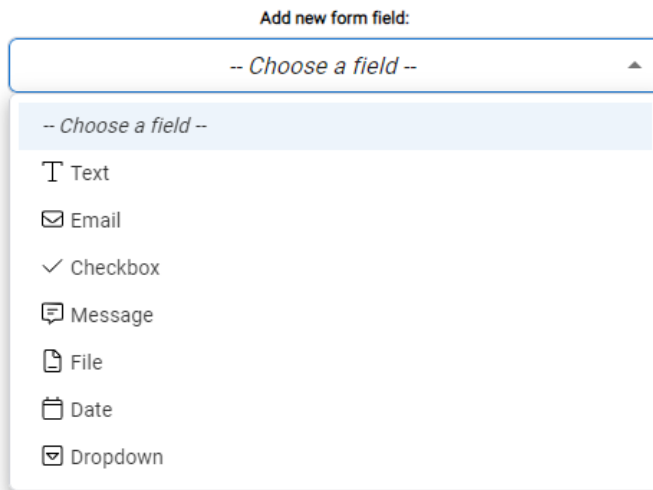 Add new form field:
-- Choose a field --
-- Choose a field --
Text
Email
Checkbox
Message
File
Date
Dropdown